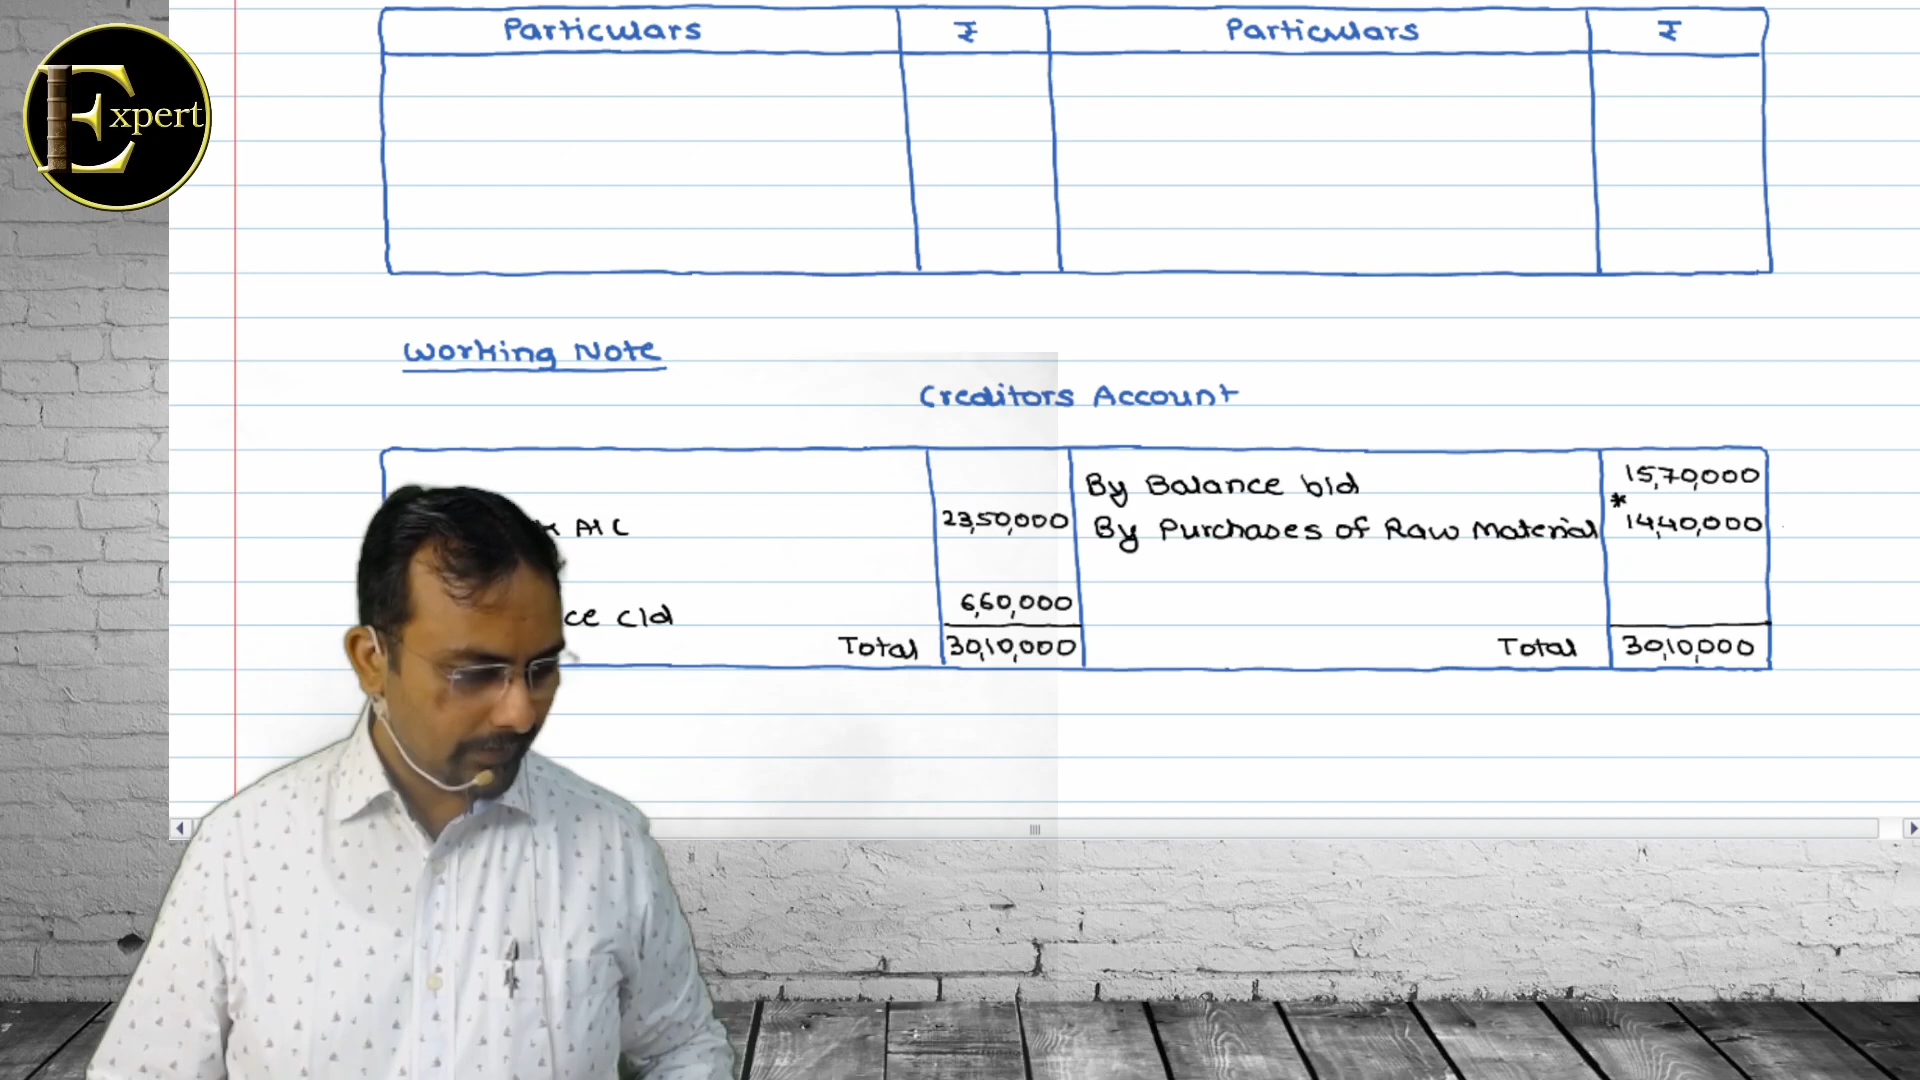 Expert
Particulars ₹ Particulars ₹
Working Note
Creditors Account
By Balance b/d 15,70,000
A/C 23,50,000 By Purchases of Raw Material * 14,40,000
c/d 6,60,000
Total 30,10,000 Total 30,10,000